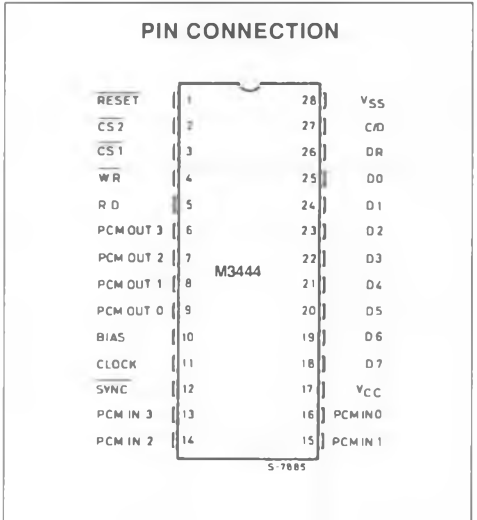 PIN CONNECTION
RESET 1 28 VSS
CS2 2 27 C/D
CS1 3 26 DR
WR 4 25 D0
RD 5 24 D1
PCM OUT 3 6 23 D2
PCM OUT 2 7 22 D3
M3444
PCM OUT 1 8 21 D4
PCM OUT 0 9 20 D5
BIAS 10 19 D6
CLOCK 11 18 D7
SYNC 12 17 VCC
PCM IN 3 13 16 PCM IN0
PCM IN 2 14 15 PCM IN 1
S-7885